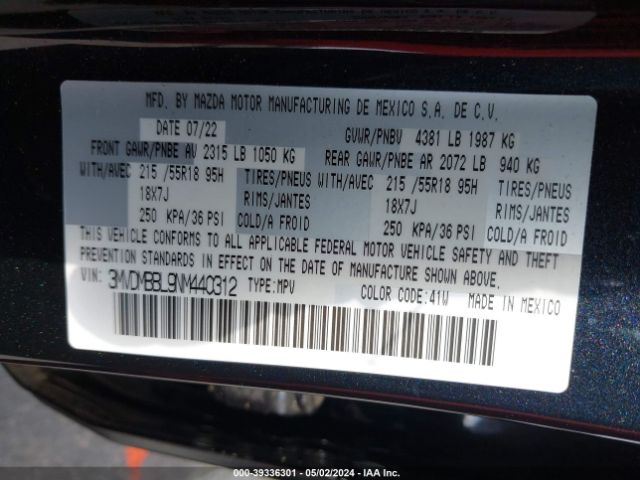 MFD. BY MAZDA MOTOR MANUFACTURING DE MEXICO S.A. DE C.V.
DATE 07/22 GVWR/PNBV 4381 LB 1987 KG
FRONT GAWR/PNBE AV 2315 LB 1050 KG REAR GAWR/PNBE AR 2072 LB 940 KG
WITH/AVEC 215 /55R18 95H TIRES/PNEUS WITH/AVEC 215 /55R18 95H TIRES/PNEUS
18X7J RIMS/JANTES 18X7J RIMS/JANTES
250 KPA/36 PSI COLD/A FROID 250 KPA/36 PSI COLD/A FROID
THIS VEHICLE CONFORMS TO ALL APPLICABLE FEDERAL MOTOR VEHICLE SAFETY AND THEFT
PREVENTION STANDARDS IN EFFECT ON THE DATE OF MANUFACTURE SHOWN ABOVE.
VIN: 3MVDMBBL9NM440312 TYPE:MPV COLOR CODE:41W MADE IN MEXICO
000-39336301 - 05/02/2024 - IAA Inc.